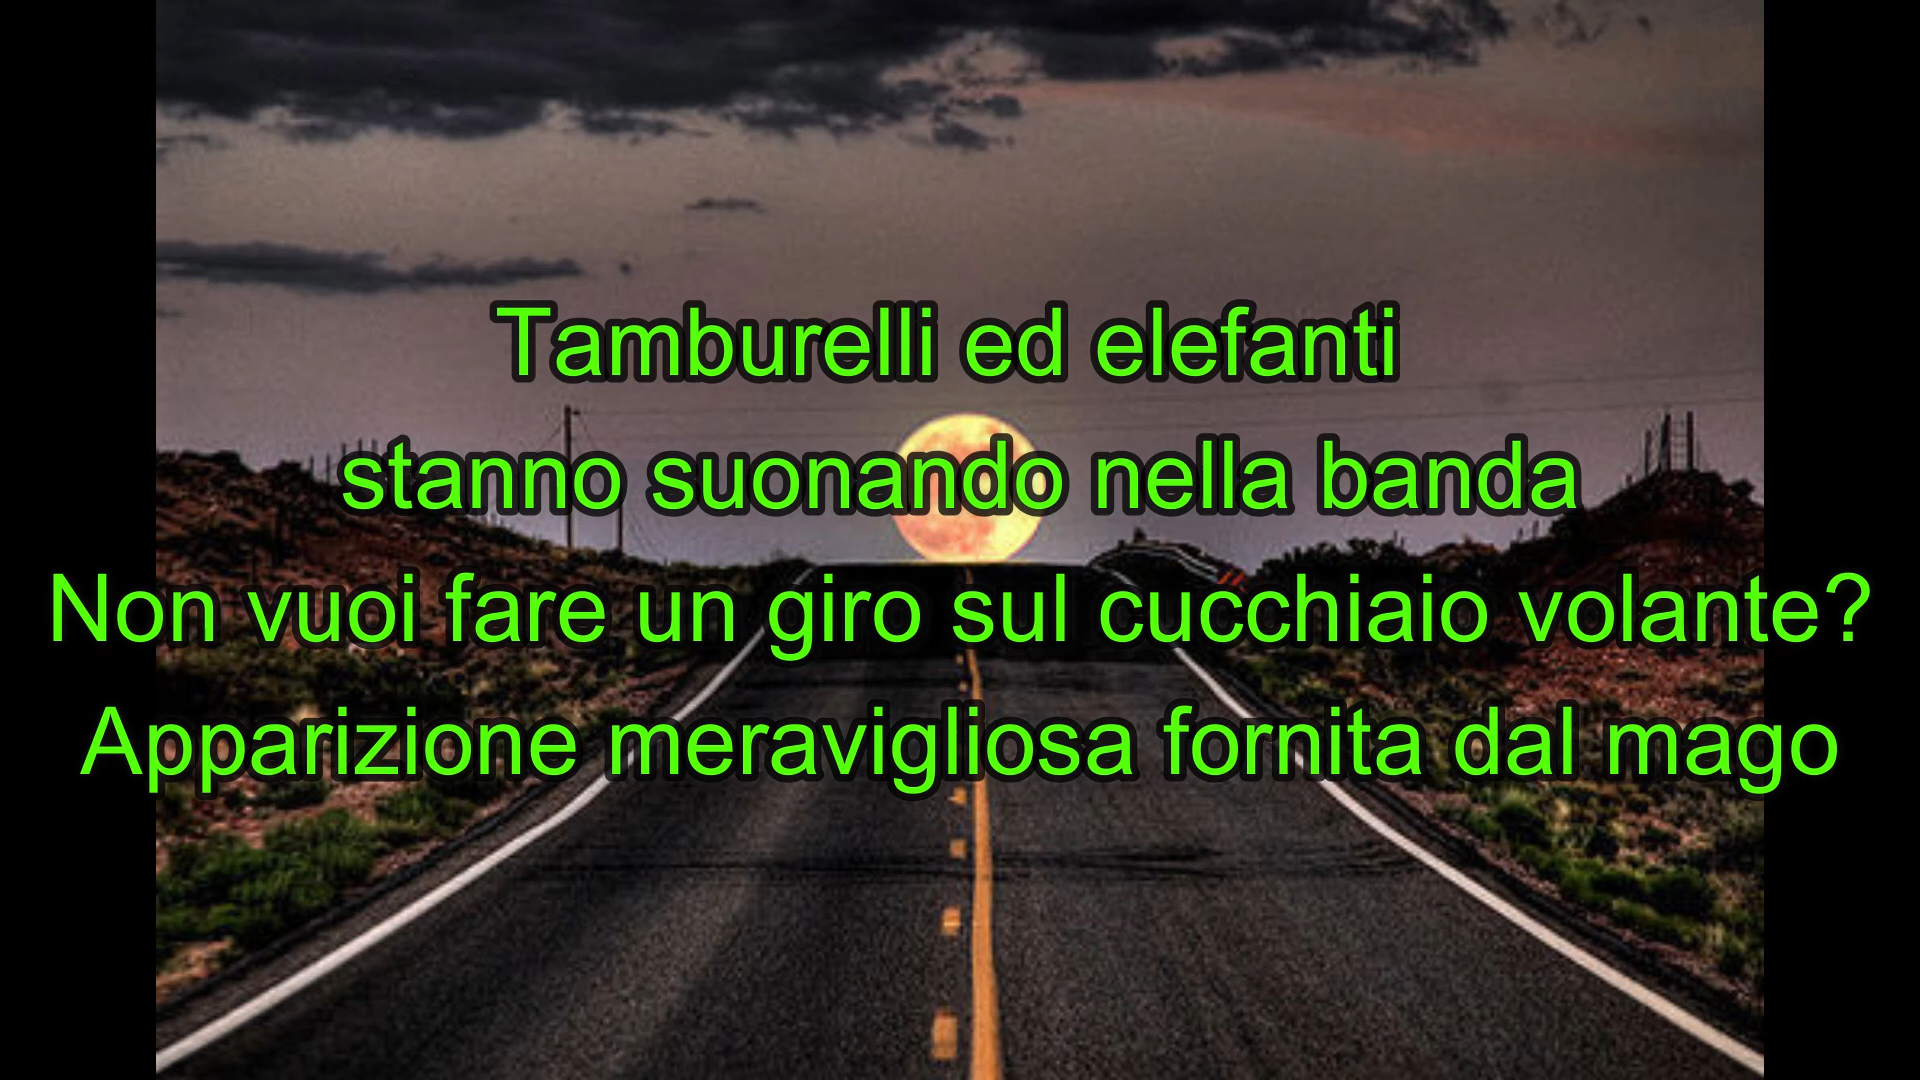 Tamburelli ed elefanti
stanno suonando nella banda
Non vuoi fare un giro sul cucchiaio volante?
Apparizione meravigliosa fornita dal mago